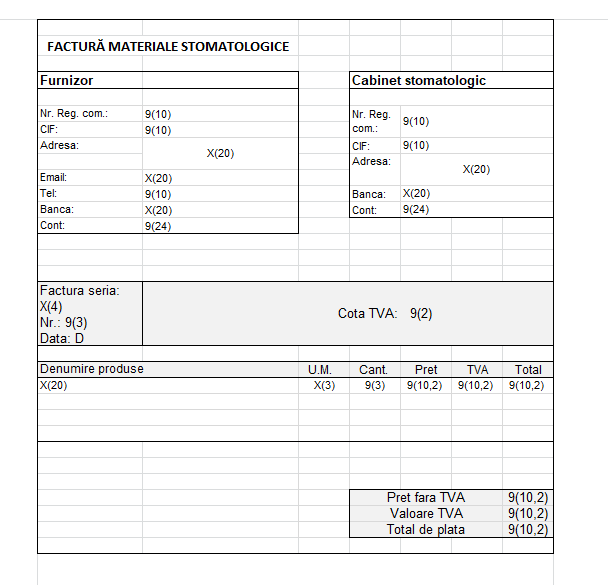 FACTURĂ MATERIALE STOMATOLOGICE
Furnizor
Nr. Reg. com.: 9(10)
CIF: 9(10)
Adresa: X(20)
Email: X(20)
Tel: 9(10)
Banca: X(20)
Cont: 9(24)
Cabinet stomatologic
Nr. Reg.
com.: 9(10)
CIF: 9(10)
Adresa: X(20)
Banca: X(20)
Cont: 9(24)
Factura seria:
X(4)
Nr.: 9(3)
Data: D
Cota TVA: 9(2)
Denumire produse U.M. Cant. Pret TVA Total
X(20) X(3) 9(3) 9(10,2) 9(10,2) 9(10,2)
Pret fara TVA 9(10,2)
Valoare TVA 9(10,2)
Total de plata 9(10,2)